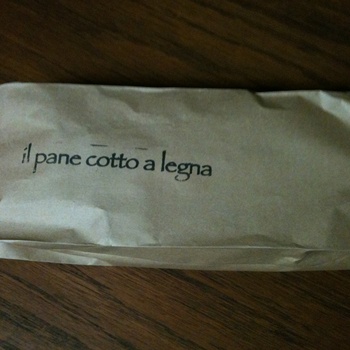 il pane cotto a legna